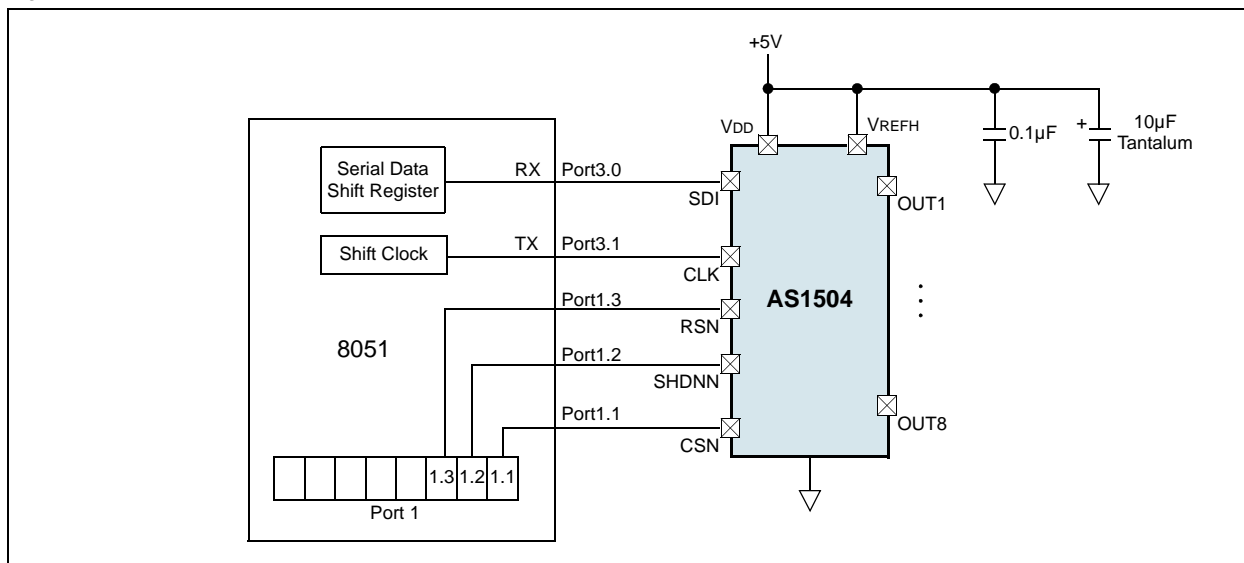 +5V
VDD
VREFH
0.1µF
+
10µF
Tantalum
Serial Data
Shift Register
RX
Port3.0
SDI
OUT1
Shift Clock
TX
Port3.1
CLK
AS1504
Port1.3
RSN
8051
Port1.2
SHDNN
Port1.1
CSN
OUT8
1.3
1.2
1.1
Port 1